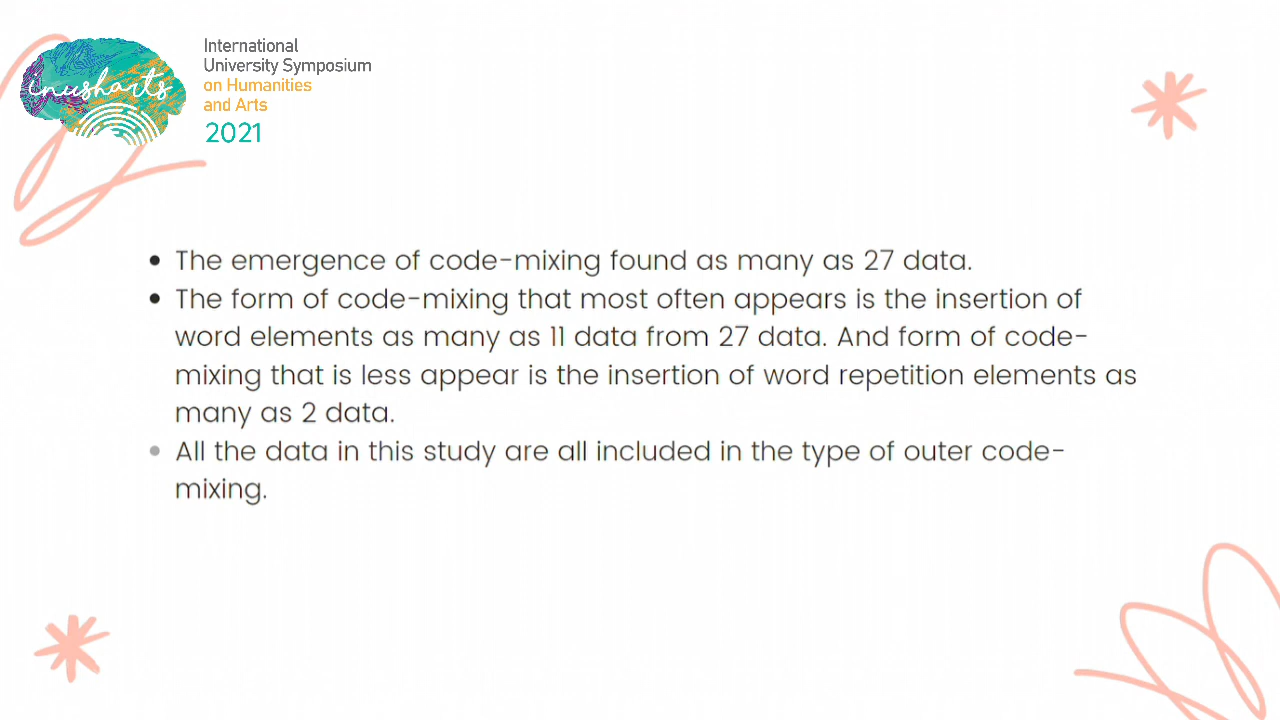 inusharts
International
University Symposium
on Humanities
and Arts
2021
• The emergence of code-mixing found as many as 27 data.
• The form of code-mixing that most often appears is the insertion of
word elements as many as 11 data from 27 data. And form of code-
mixing that is less appear is the insertion of word repetition elements as
many as 2 data.
• All the data in this study are all included in the type of outer code-
mixing.